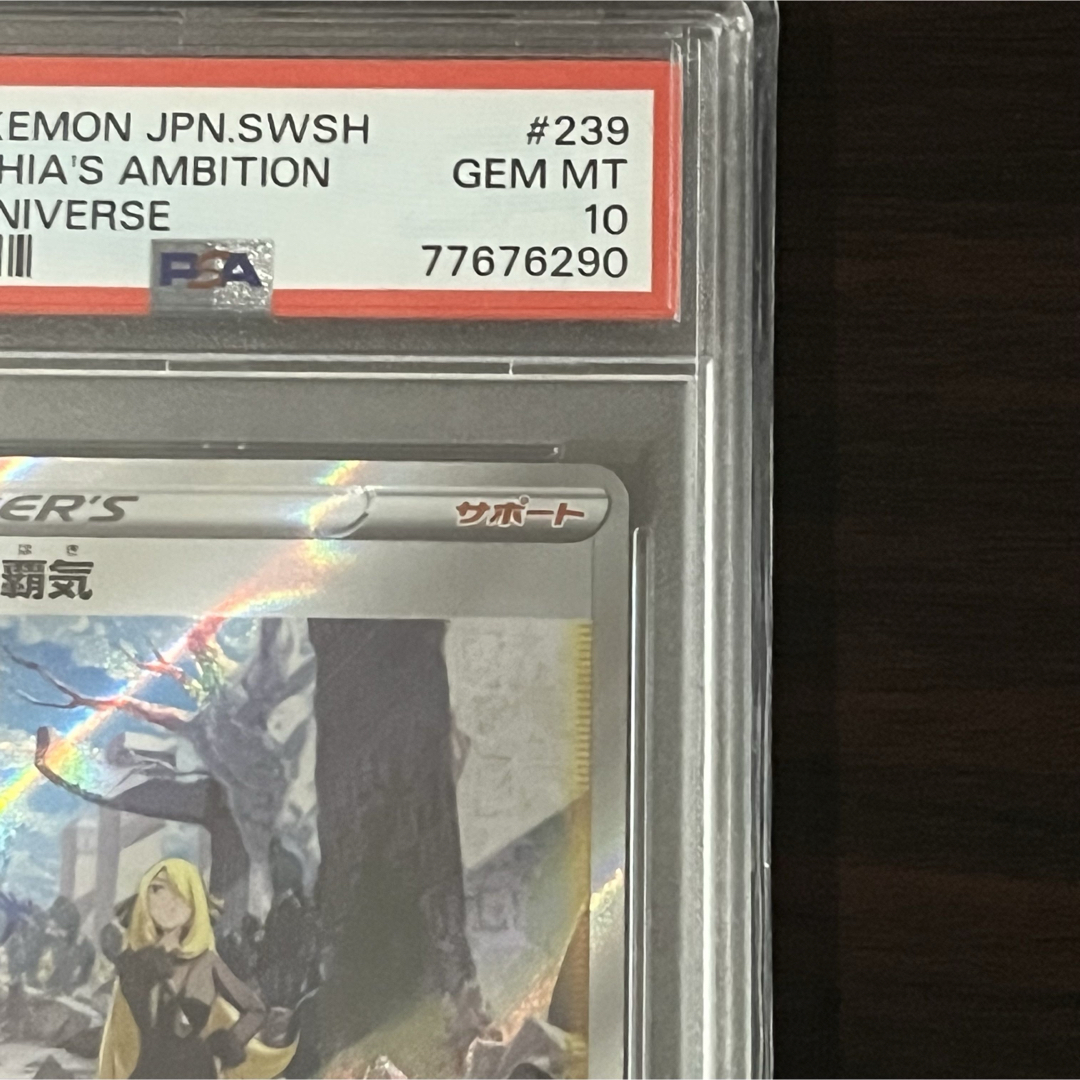 KEMON JPN.SWSH #239
HIA'S AMBITION GEM MT
NIVERSE 10
PSA 77676290
ER'S サポート
はき
覇気